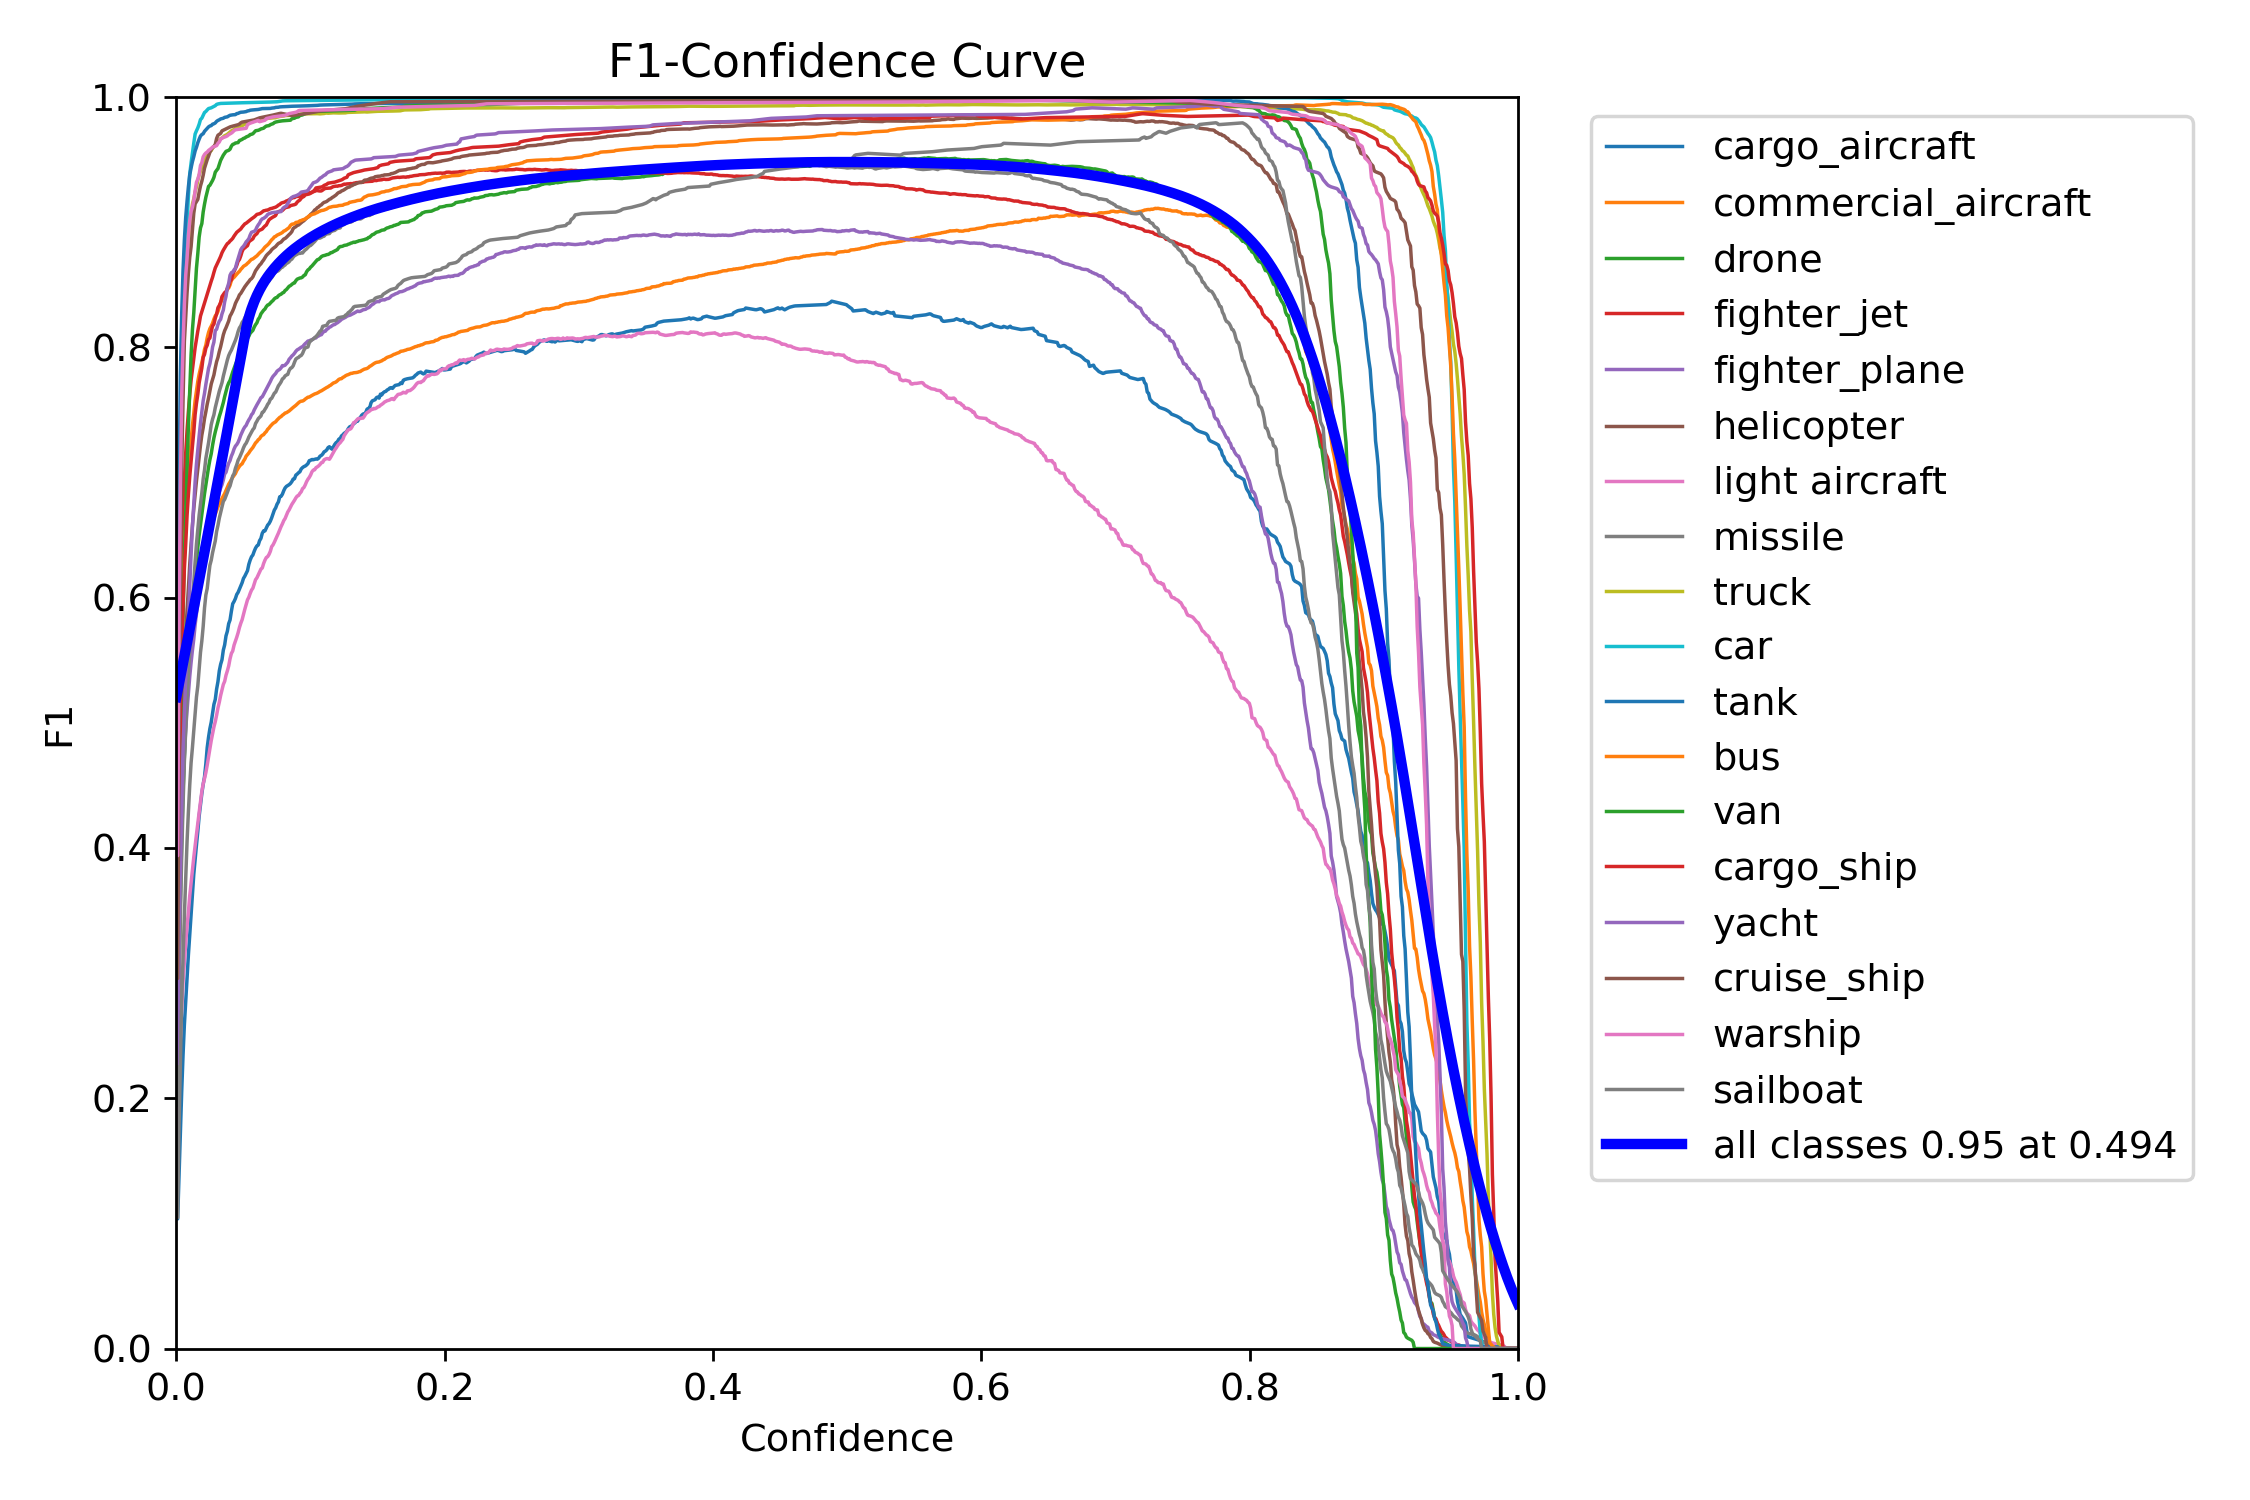 F1-Confidence Curve
1.0
0.8
0.6
0.4
0.2
0.0
F1
0.0 0.2 0.4 0.6 0.8 1.0
Confidence
cargo_aircraft
commercial_aircraft
drone
fighter_jet
fighter_plane
helicopter
light aircraft
missile
truck
car
tank
bus
van
cargo_ship
yacht
cruise_ship
warship
sailboat
all classes 0.95 at 0.494